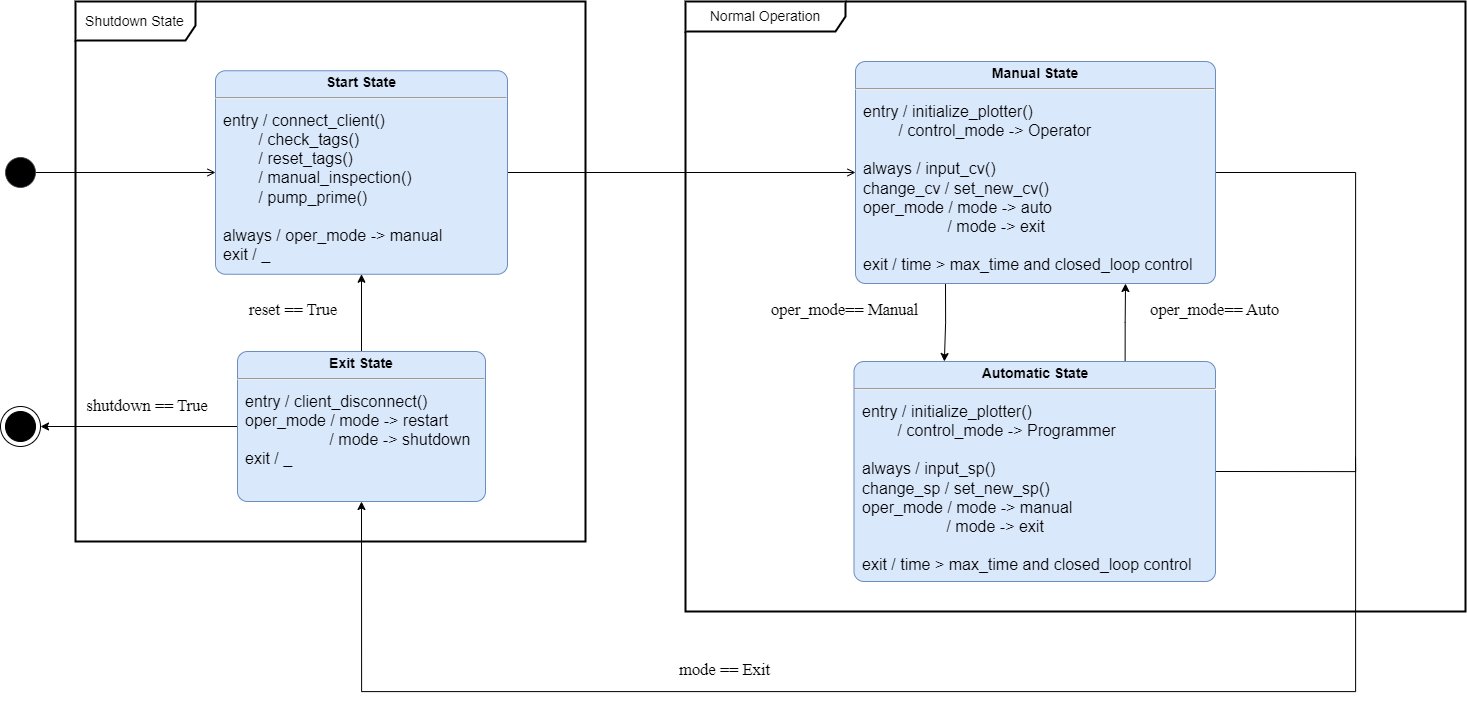 Shutdown State
Start State
entry / connect_client()
/ check_tags()
/ reset_tags()
/ manual_inspection()
/ pump_prime()
always / oper_mode -> manual
exit / _
reset == True
Exit State
entry / client_disconnect()
oper_mode / mode -> restart
/ mode -> shutdown
exit / _
shutdown == True
Normal Operation
Manual State
entry / initialize_plotter()
/ control_mode -> Operator
always / input_cv()
change_cv / set_new_cv()
oper_mode / mode -> auto
/ mode -> exit
exit / time > max_time and closed_loop control
oper_mode== Manual
oper_mode== Auto
Automatic State
entry / initialize_plotter()
/ control_mode -> Programmer
always / input_sp()
change_sp / set_new_sp()
oper_mode / mode -> manual
/ mode -> exit
exit / time > max_time and closed_loop control
mode == Exit